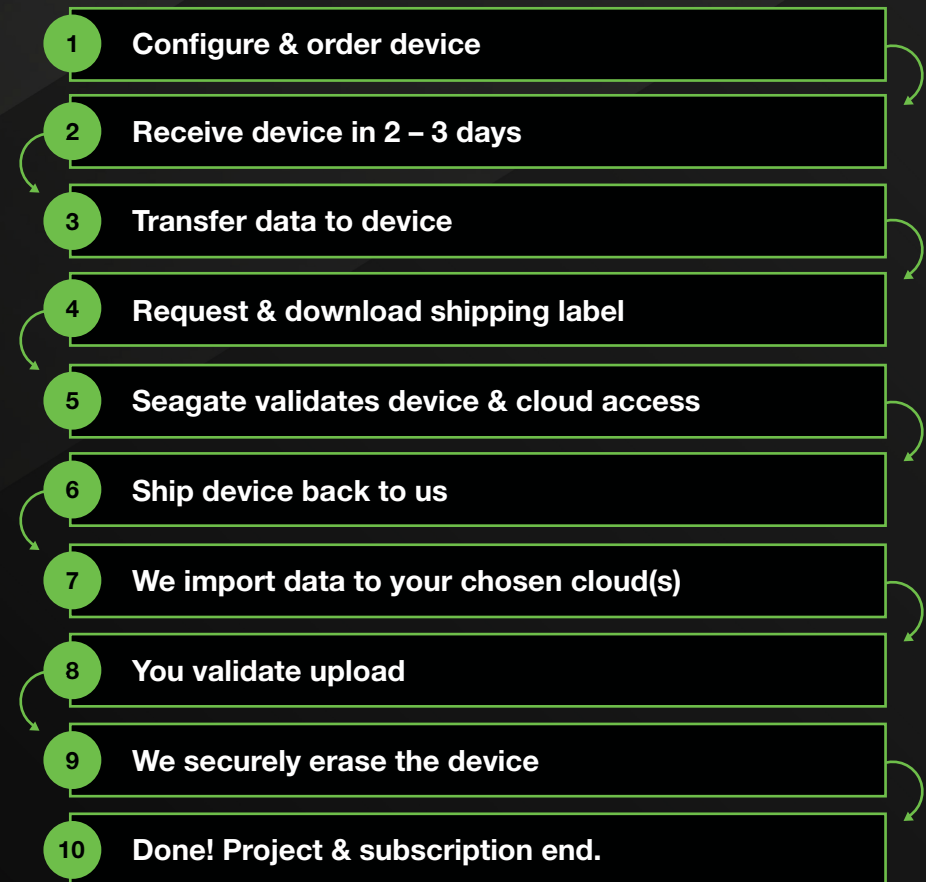 1 Configure & order device
2 Receive device in 2 – 3 days
3 Transfer data to device
4 Request & download shipping label
5 Seagate validates device & cloud access
6 Ship device back to us
7 We import data to your chosen cloud(s)
8 You validate upload
9 We securely erase the device
10 Done! Project & subscription end.